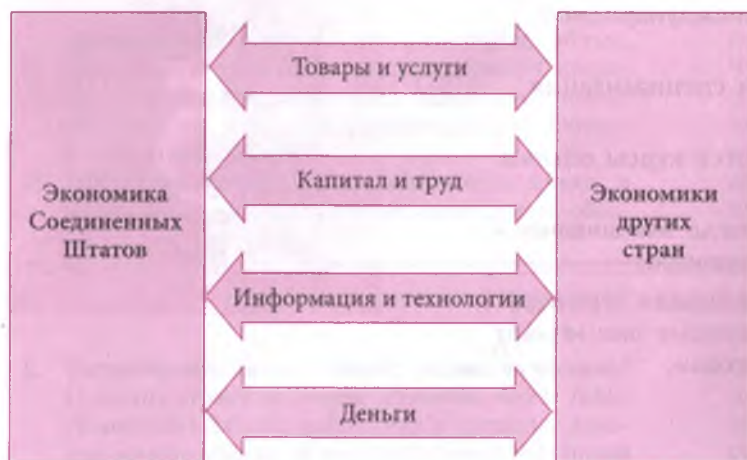 Товары и услуги
Капитал и труд
Экономика
Соединенных
Штатов
Экономики
других
стран
Информация и технологии
Деньги